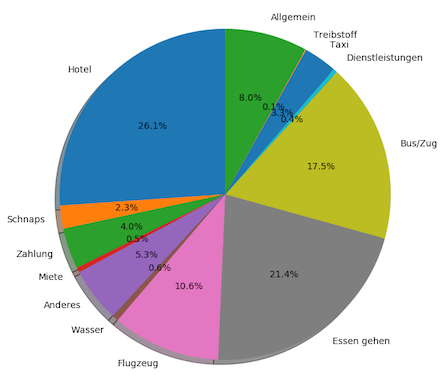 Allgemein
Treibstoff
Taxi
Dienstleistungen
Hotel
8.0%
0.1%
3.3%
0.4%
26.1%
Bus/Zug
17.5%
2.3%
Schnaps
4.0%
0.5%
Zahlung
5.3%
0.6%
Miete
21.4%
10.6%
Anderes
Wasser
Essen gehen
Flugzeug